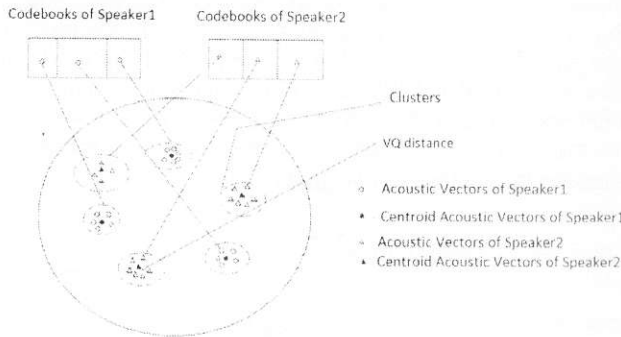 Codebooks of Speaker1
Codebooks of Speaker2
Clusters
VQ distance
Acoustic Vectors of Speaker1
Centroid Acoustic Vectors of Speaker1
Acoustic Vectors of Speaker2
Centroid Acoustic Vectors of Speaker2